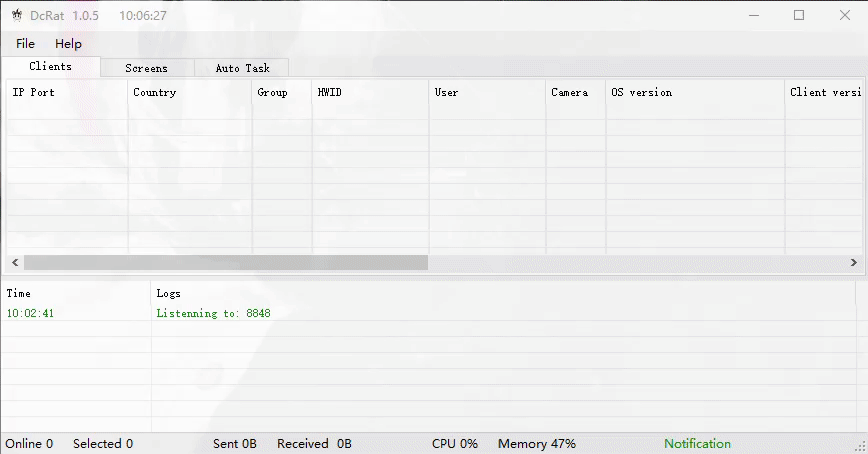 DcRat 1.0.5 10:06:27
File Help
Clients Screens Auto Task
IP Port Country Group HWID User Camera OS version Client versi
Time Logs
10:02:41 Listenning to: 8848
Online 0 Selected 0 Sent 0B Received 0B CPU 0% Memory 47% Notification